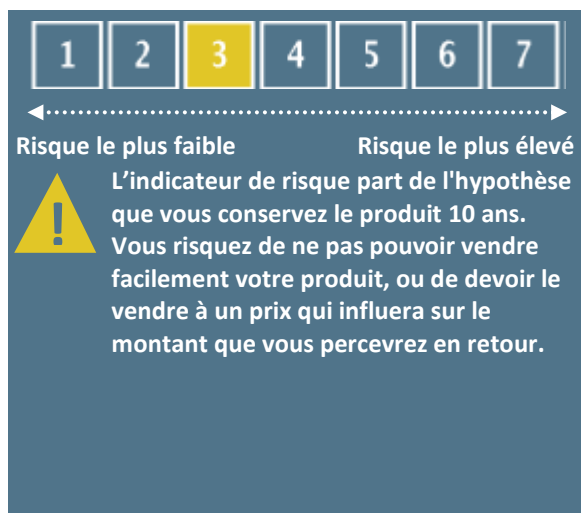 1 2 3 4 5 6 7
Risque le plus faible Risque le plus élevé
L’indicateur de risque part de l'hypothèse
que vous conservez le produit 10 ans.
Vous risquez de ne pas pouvoir vendre
facilement votre produit, ou de devoir le
vendre à un prix qui influera sur le
montant que vous percevrez en retour.